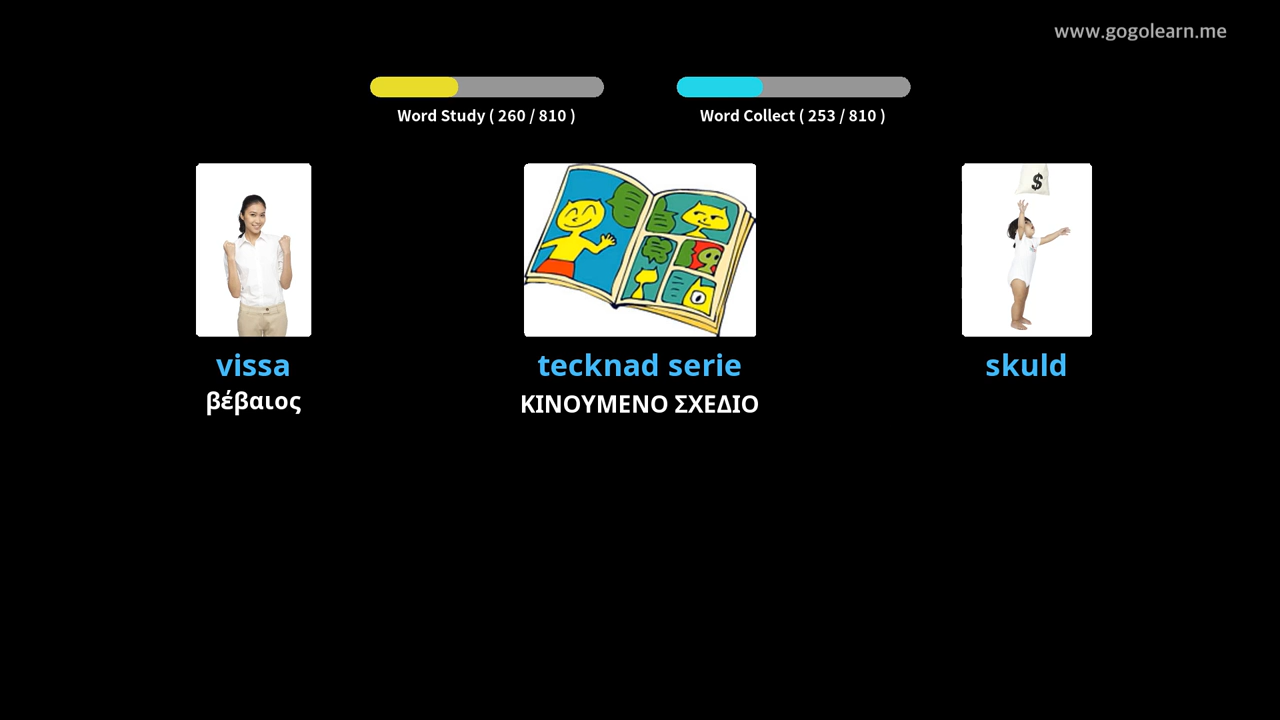 www.gogolearn.me
Word Study ( 260 / 810 )
Word Collect ( 253 / 810 )
$
vissa
tecknad serie
skuld
βέβαιος
ΚΙΝΟΥΜΕΝΟ ΣΧΕΔΙΟ